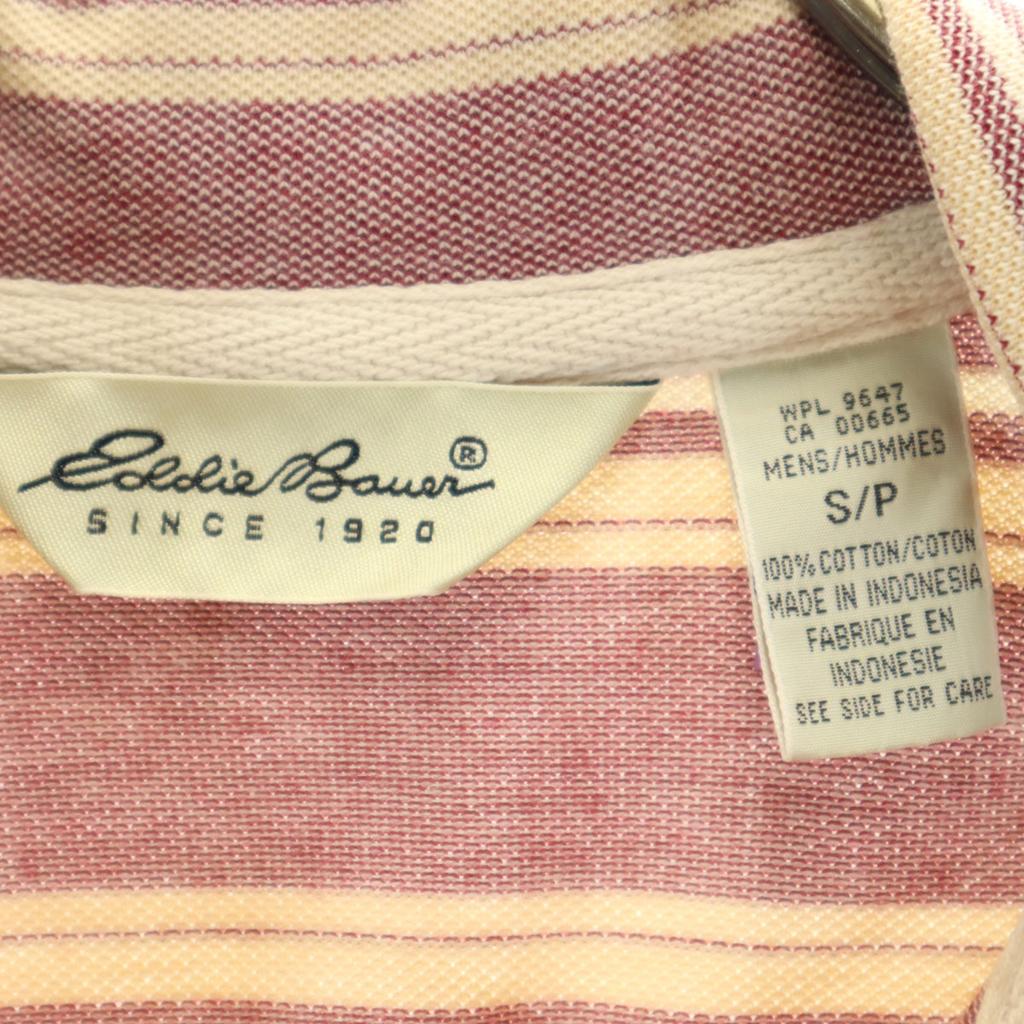 Eddie Bauer®
SINCE 1920
WPL 9647
CA 00665
MENS/HOMMES
S/P
100% COTTON/COTON
MADE IN INDONESIA
FABRIQUE EN
INDONESIE
SEE SIDE FOR CARE